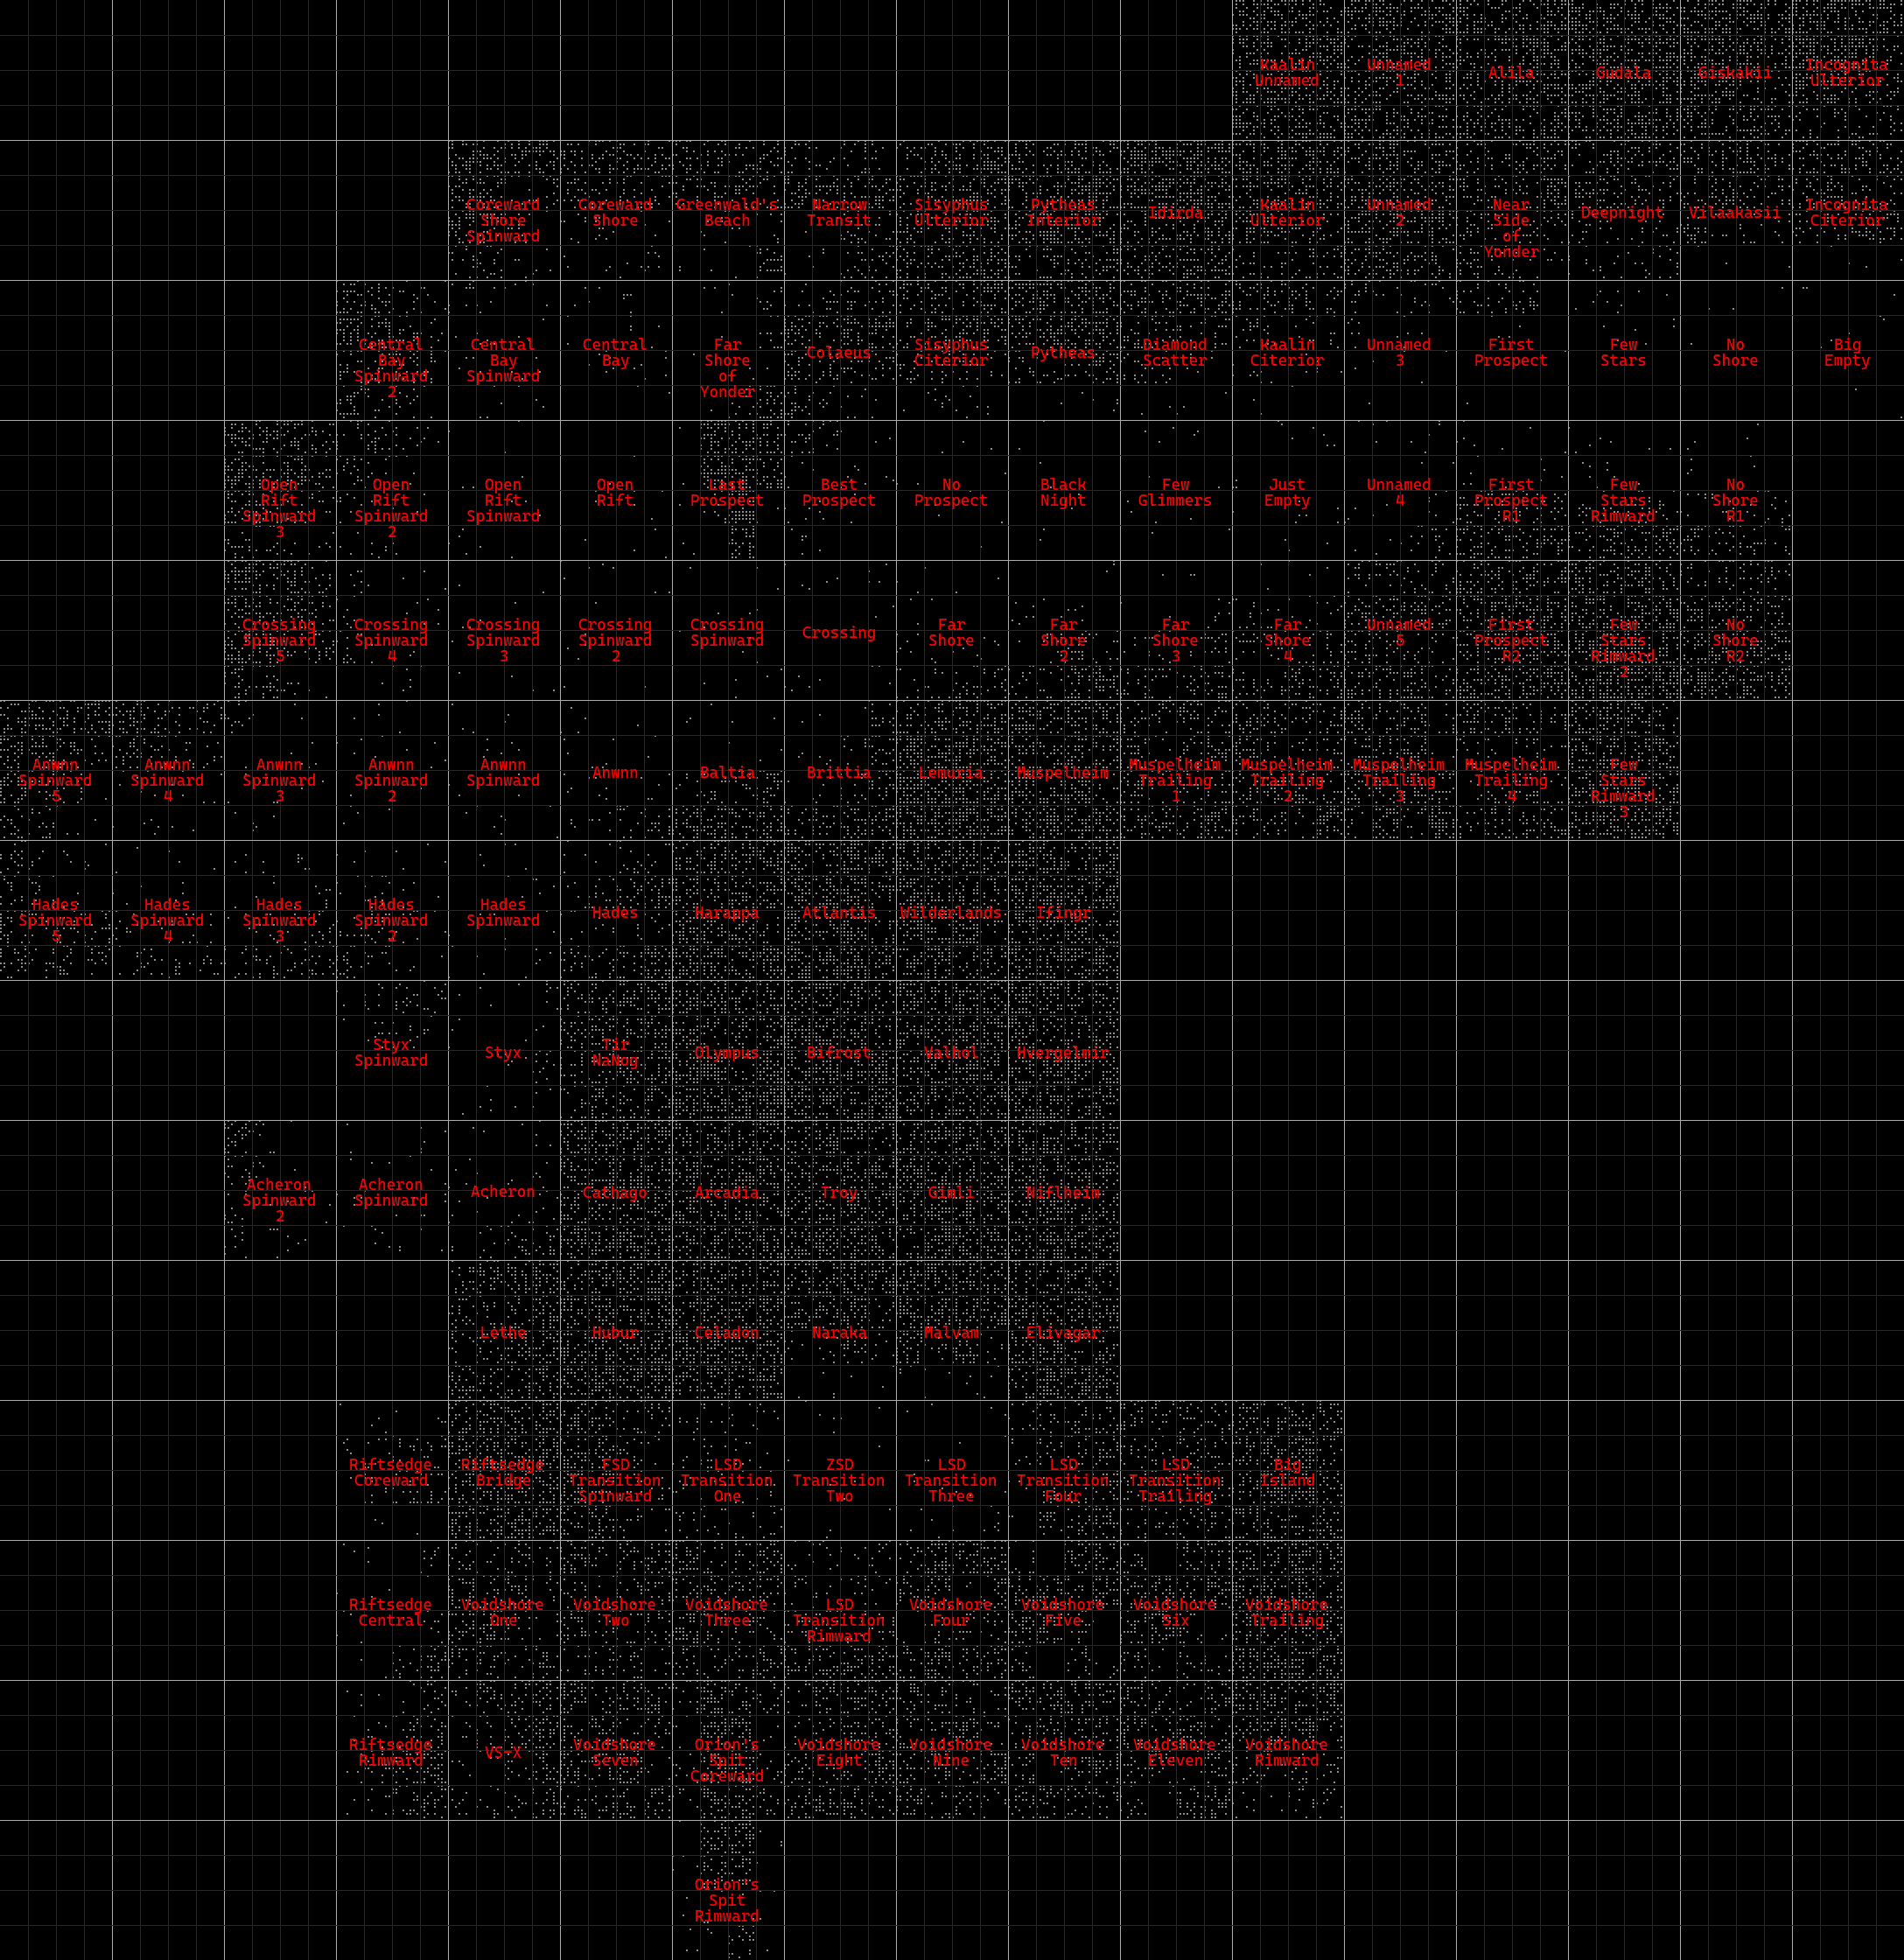 Kaalin
Unnamed
Unnamed
1
Alila
Gudala
Giskakii
Incognita
Ulterior
Coreward
Shore
Spinward
Coreward
Shore
Greenwald's
Beach
Narrow
Transit
Sisyphus
Ulterior
Pytheas
Interior
Idirda
Kaalin
Ulterior
Unnamed
2
Near
Side
of
Yonder
Deepnight
Vilaakasii
Incognita
Citerior
Central
Bay
Spinward
2
Central
Bay
Spinward
Central
Bay
Far
Shore
of
Yonder
Colaeus
Sisyphus
Citerior
Pytheas
Diamond
Scatter
Kaalin
Citerior
Unnamed
3
First
Prospect
Few
Stars
No
Shore
Big
Empty
Open
Rift
Spinward
3
Open
Rift
Spinward
2
Open
Rift
Spinward
Open
Rift
Last
Prospect
Best
Prospect
No
Prospect
Black
Night
Few
Glimmers
Just
Empty
Unnamed
4
First
Prospect
R1
Few
Stars
Rimward
No
Shore
R1
Crossing
Spinward
5
Crossing
Spinward
4
Crossing
Spinward
3
Crossing
Spinward
2
Crossing
Spinward
Crossing
Far
Shore
Far
Shore
2
Far
Shore
3
Far
Shore
4
Unnamed
5
First
Prospect
R2
Few
Stars
Rimward
2
No
Shore
R2
Anwnn
Spinward
5
Anwnn
Spinward
4
Anwnn
Spinward
3
Anwnn
Spinward
2
Anwnn
Spinward
Anwnn
Baltia
Brittia
Lemuria
Muspelheim
Muspelheim
Trailing
1
Muspelheim
Trailing
2
Muspelheim
Trailing
3
Muspelheim
Trailing
4
Few
Stars
Rimward
3
Hades
Spinward
5
Hades
Spinward
4
Hades
Spinward
3
Hades
Spinward
2
Hades
Spinward
Hades
Harappa
Atlantis
Wilderlands
Ifingr
Styx
Spinward
Styx
Tir
NaNog
Olympus
Bifrost
Valhol
Hvergelmir
Acheron
Spinward
2
Acheron
Spinward
Acheron
Cathago
Arcadia
Troy
Gimli
Niflheim
Lethe
Hubur
Celadon
Naraka
Malvam
Elivagar
Riftsedge
Coreward
Riftsedge
Bridge
FSD
Transition
Spinward
LSD
Transition
One
ZSD
Transition
Two
LSD
Transition
Three
LSD
Transition
Four
LSD
Transition
Trailing
Big
Island
Riftsedge
Central
Voidshore
One
Voidshore
Two
Voidshore
Three
LSD
Transition
Rimward
Voidshore
Four
Voidshore
Five
Voidshore
Six
Voidshore
Trailing
Riftsedge
Rimward
VS-X
Voidshore
Seven
Orion's
Spit
Coreward
Voidshore
Eight
Voidshore
Nine
Voidshore
Ten
Voidshore
Eleven
Voidshore
Rimward
Orion's
Spit
Rimward